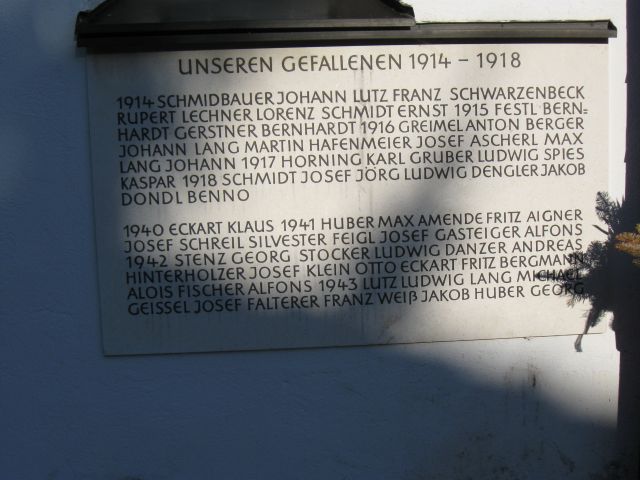 UNSEREN GEFALLENEN 1914 – 1918
1914 SCHMIDBAUER JOHANN LUTZ FRANZ SCHWARZENBECK
RUPERT LECHNER LORENZ SCHMIDT ERNST 1915 FESTL BERN=
HARDT GERSTNER BERNHARDT 1916 GREIMEL ANTON BERGER
JOHANN LANG MARTIN HAFENMEIER JOSEF ASCHERL MAX
LANG JOHANN 1917 HORNING KARL GRUBER LUDWIG SPIES
KASPAR 1918 SCHMIDT JOSEF JÖRG LUDWIG DENGLER JAKOB
DONDL BENNO
1940 ECKART KLAUS 1941 HUBER MAX AMENDE FRITZ AIGNER
JOSEF SCHREIL SILVESTER FEIGL JOSEF GASTEIGER ALFONS
1942 STENZ GEORG STOCKER LUDWIG DANZER ANDREAS
HINTERHOLZER JOSEF KLEIN OTTO ECKART FRITZ BERGMANN
ALOIS FISCHER ALFONS 1943 LUTZ LUDWIG LANG MICHAEL
GEISSEL JOSEF FALTERER FRANZ WEIß JAKOB HUBER GEORG